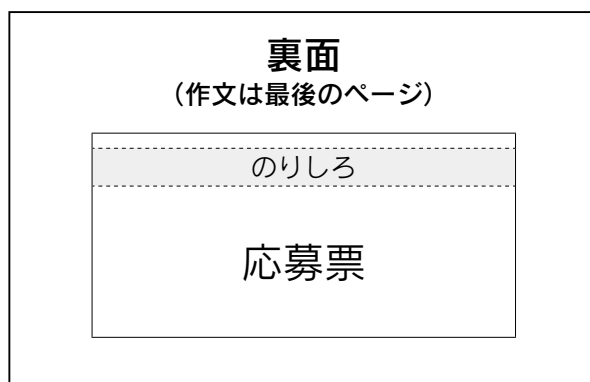 裏面
（作文は最後のページ）
のりしろ
応募票